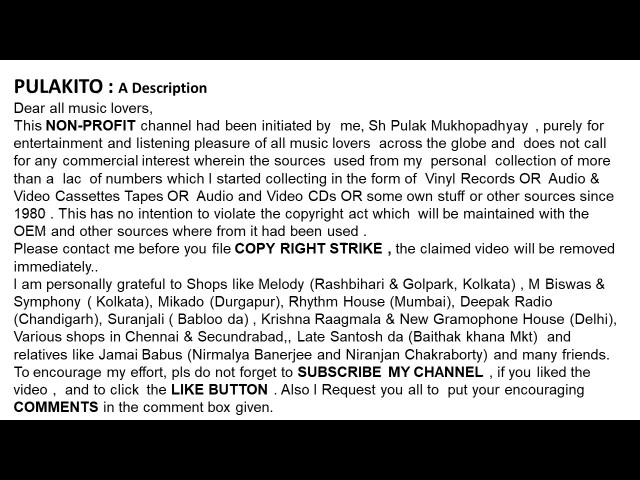 PULAKITO : A Description
Dear all music lovers,
This NON-PROFIT channel had been initiated by me, Sh Pulak Mukhopadhyay , purely for
entertainment and listening pleasure of all music lovers across the globe and does not call
for any commercial interest wherein the sources used from my personal collection of more
than a lac of numbers which I started collecting in the form of Vinyl Records OR Audio &
Video Cassettes Tapes OR Audio and Video CDs OR some own stuff or other sources since
1980 . This has no intention to violate the copyright act which will be maintained with the
OEM and other sources where from it had been used .
Please contact me before you file COPY RIGHT STRIKE , the claimed video will be removed
immediately..
I am personally grateful to Shops like Melody (Rashbihari & Golpark, Kolkata) , M Biswas &
Symphony ( Kolkata), Mikado (Durgapur), Rhythm House (Mumbai), Deepak Radio
(Chandigarh), Suranjali ( Babloo da) , Krishna Raagmala & New Gramophone House (Delhi),
Various shops in Chennai & Secundrabad,, Late Santosh da (Baithak khana Mkt) and
relatives like Jamai Babus (Nirmalya Banerjee and Niranjan Chakraborty) and many friends.
To encourage my effort, pls do not forget to SUBSCRIBE MY CHANNEL , if you liked the
video , and to click the LIKE BUTTON . Also I Request you all to put your encouraging
COMMENTS in the comment box given.